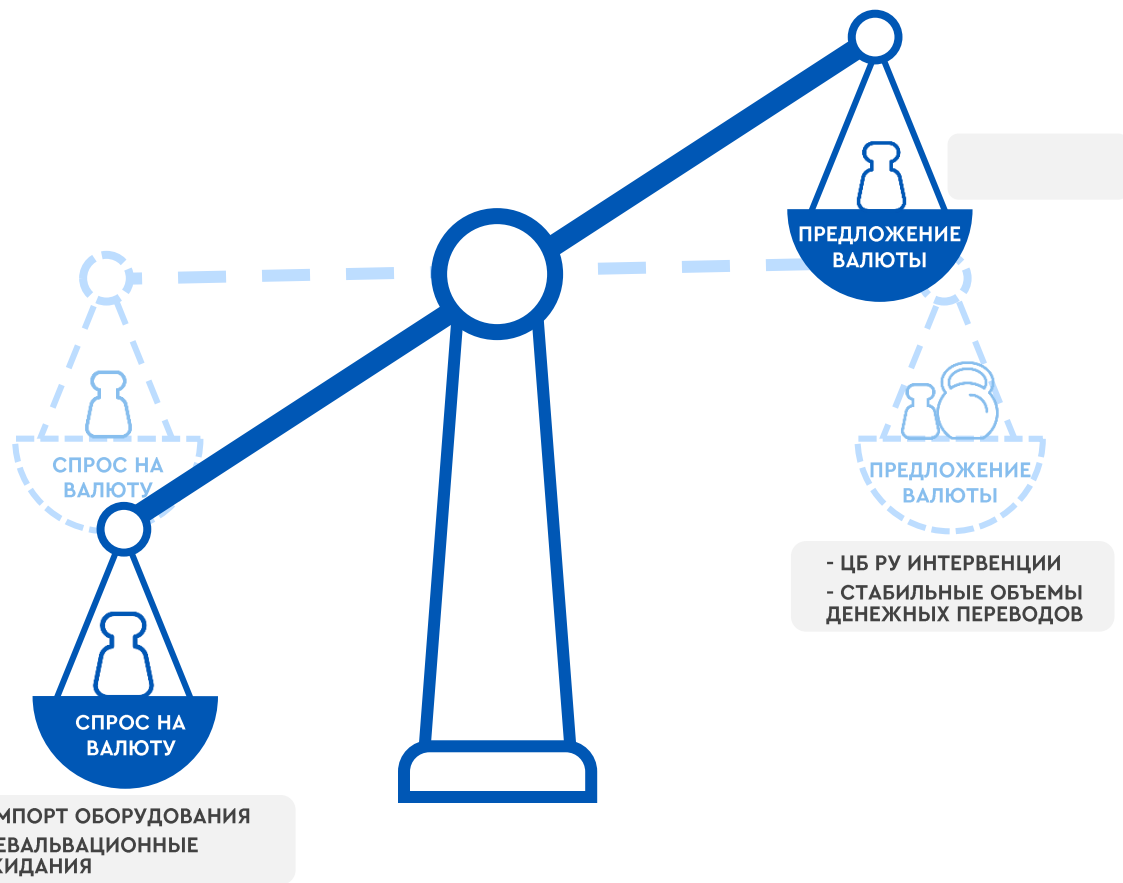 ПРЕДЛОЖЕНИЕ
ВАЛЮТЫ
СПРОС НА
ВАЛЮТУ
ПРЕДЛОЖЕНИЕ
ВАЛЮТЫ
- ЦБ РУ ИНТЕРВЕНЦИИ
- СТАБИЛЬНЫЕ ОБЪЕМЫ
ДЕНЕЖНЫХ ПЕРЕВОДОВ
СПРОС НА
ВАЛЮТУ
МПОРТ ОБОРУДОВАНИЯ
ЕВАЛЬВАЦИОННЫЕ
ЖИДАНИЯ